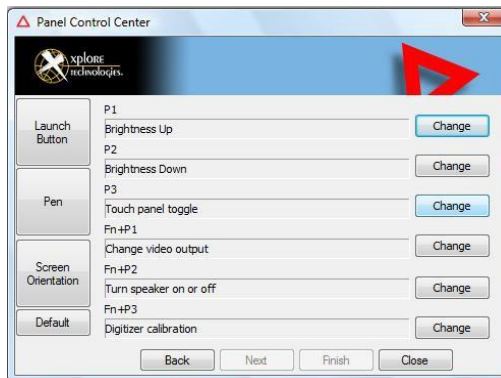 Panel Control Center
xplore
technologies.
Launch
Button
Pen
Screen
Orientation
Default
P1
Brightness Up
Change
P2
Brightness Down
Change
P3
Touch panel toggle
Change
Fn+P1
Change video output
Change
Fn+P2
Turn speaker on or off
Change
Fn+P3
Digitizer calibration
Change
Back
Next
Finish
Close